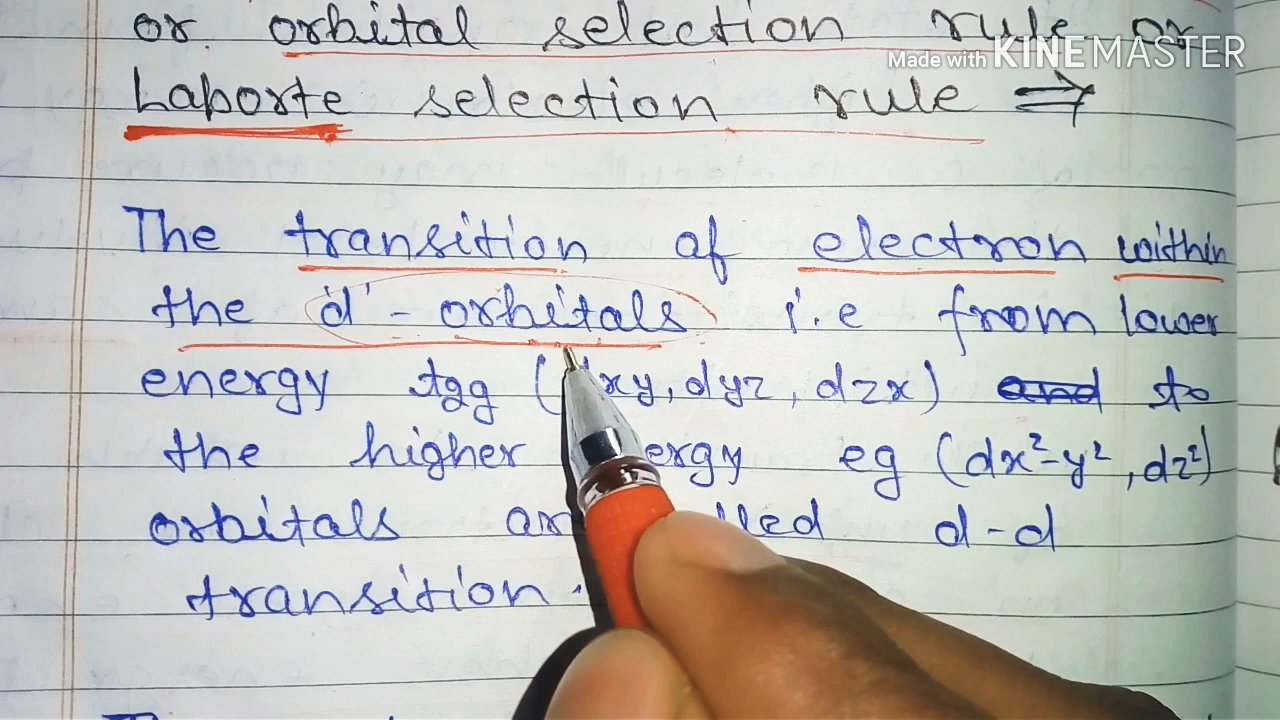 or orbital selection rule or
Made with KINEMASTER
Laporte selection rule ⇒
The transition of electron within
the 'd' - orbitals i.e from lower
energy t2g (dxy, dyz, dzx) and to
the higher energy eg (dx²-y², dz²)
orbitals d-d
transition.